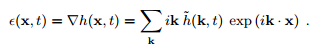 ϵ(x, t) = ∇h(x, t) = ∑_k ik h̃(k, t) exp (ik · x) .